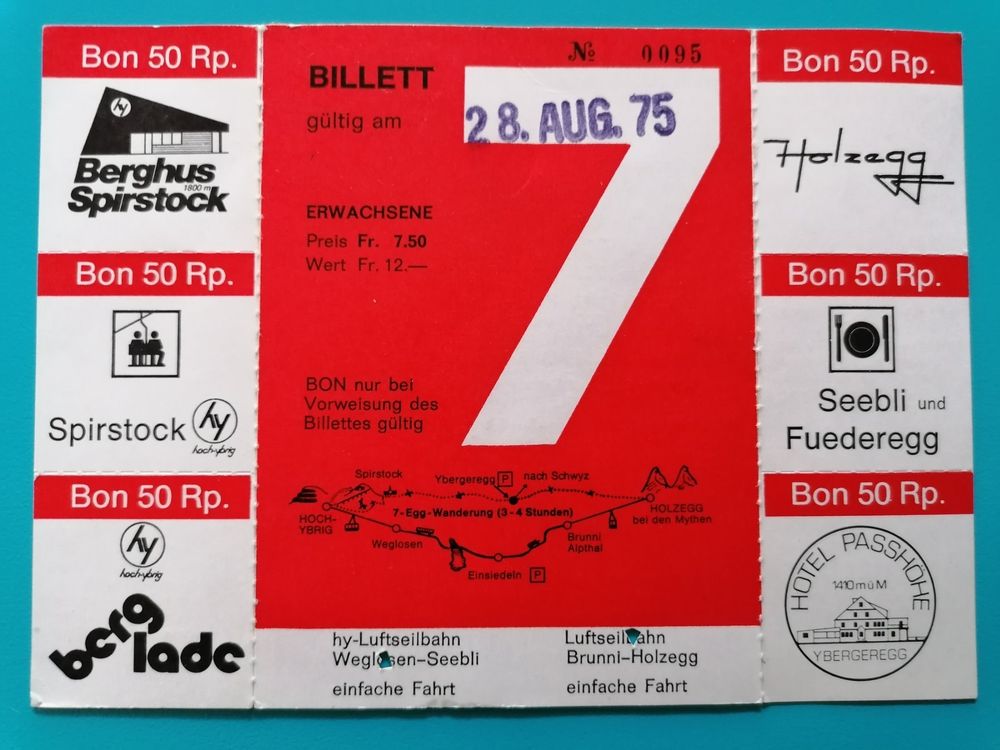 Bon 50 Rp.
hy
Berghus
1800 m
Spirstock
Bon 50 Rp.
Spirstock hy
hoch-ybrig
Bon 50 Rp.
hy
hoch-ybrig
berg
lade
Nº 0095
BILLETT
7
gültig am
28. AUG. 75
ERWACHSENE
Preis Fr. 7.50
Wert Fr. 12.—
BON nur bei
Vorweisung des
Billettes gültig
Spirstock
Ybergeregg P nach Schwyz
HOCH-
YBRIG
7-Egg-Wanderung (3-4 Stunden)
HOLZEGG
bei den Mythen
Weglosen
Brunni
Alpthal
Einsiedeln P
hy-Luftseilbahn
Weglosen-Seebli
einfache Fahrt
Luftseilbahn
Brunni-Holzegg
einfache Fahrt
Bon 50 Rp.
Holzegg
Bon 50 Rp.
Seebli und
Fuederegg
Bon 50 Rp.
HOTEL PASSHÖHE
1410 müM
YBERGEREGG